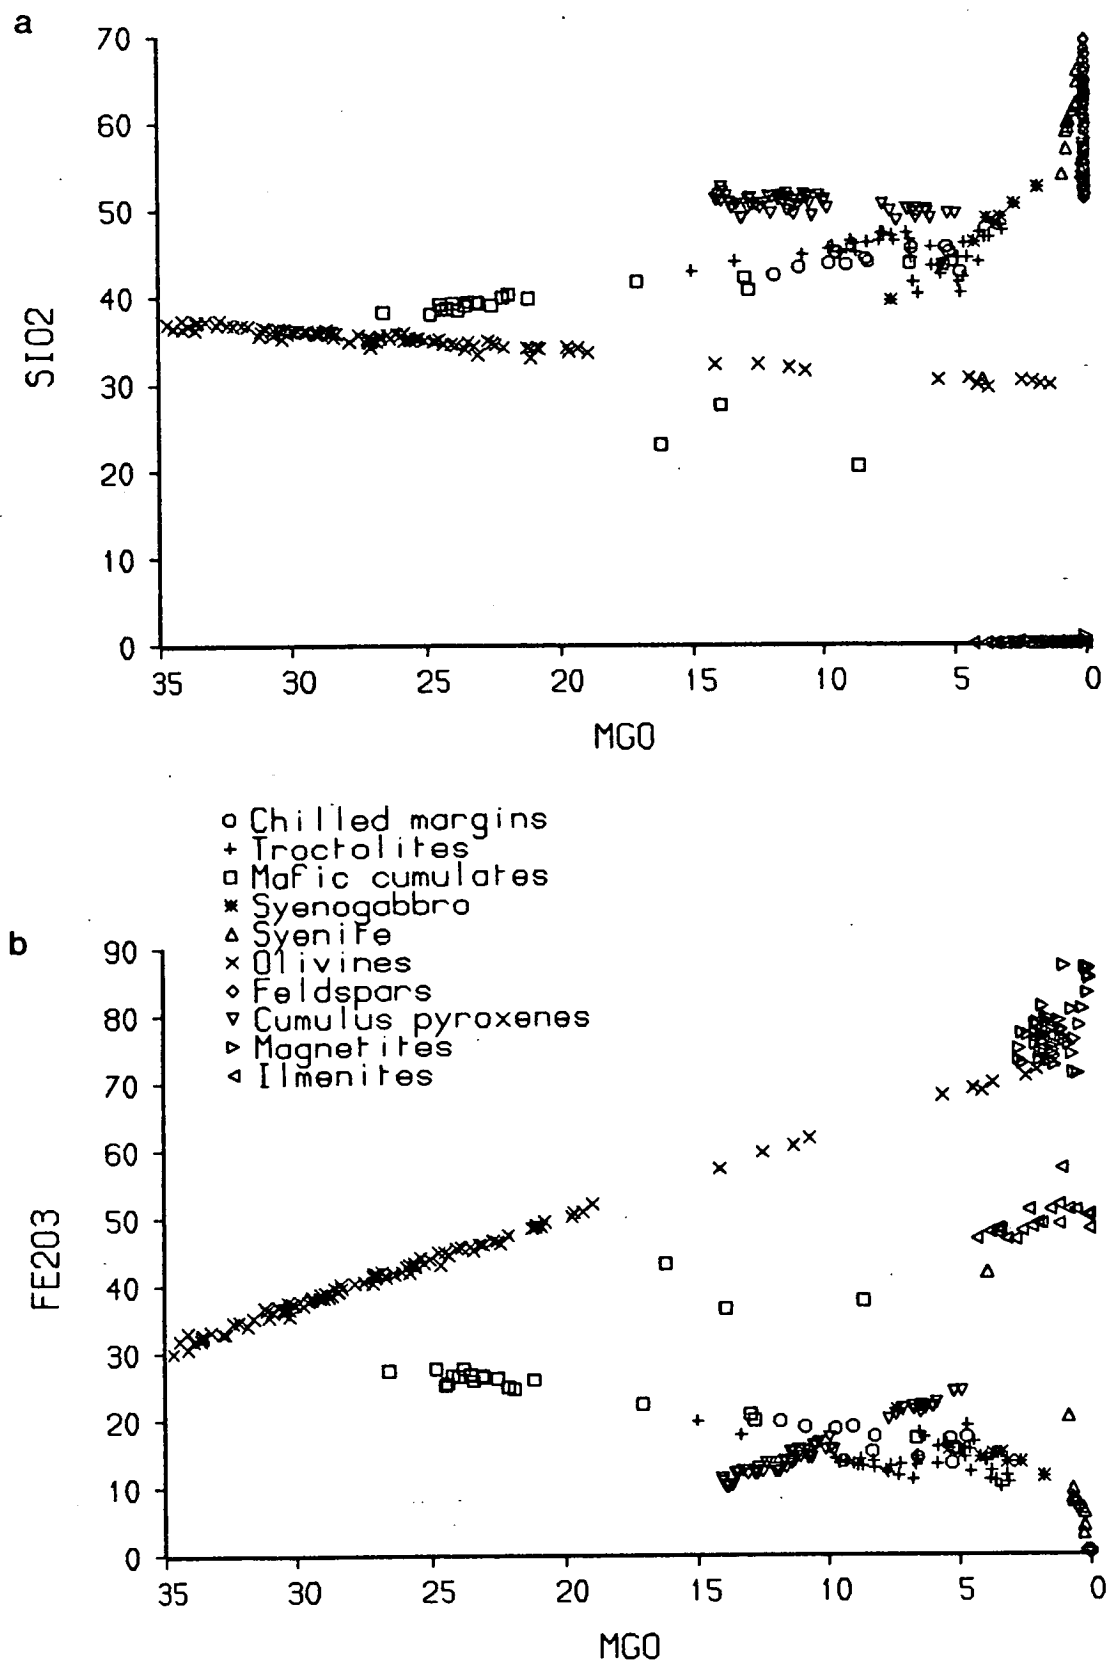 a
70
60
50
40
30
20
10
0
SIO2
35 30 25 20 15 10 5 0
MGO
Chilled margins
Troctolites
Mafic cumulates
Syenogabbro
Syenite
Olivines
Feldspars
Cumulus pyroxenes
Magnetites
Ilmenites
b
90
80
70
60
50
40
30
20
10
0
FE2O3
35 30 25 20 15 10 5 0
MGO